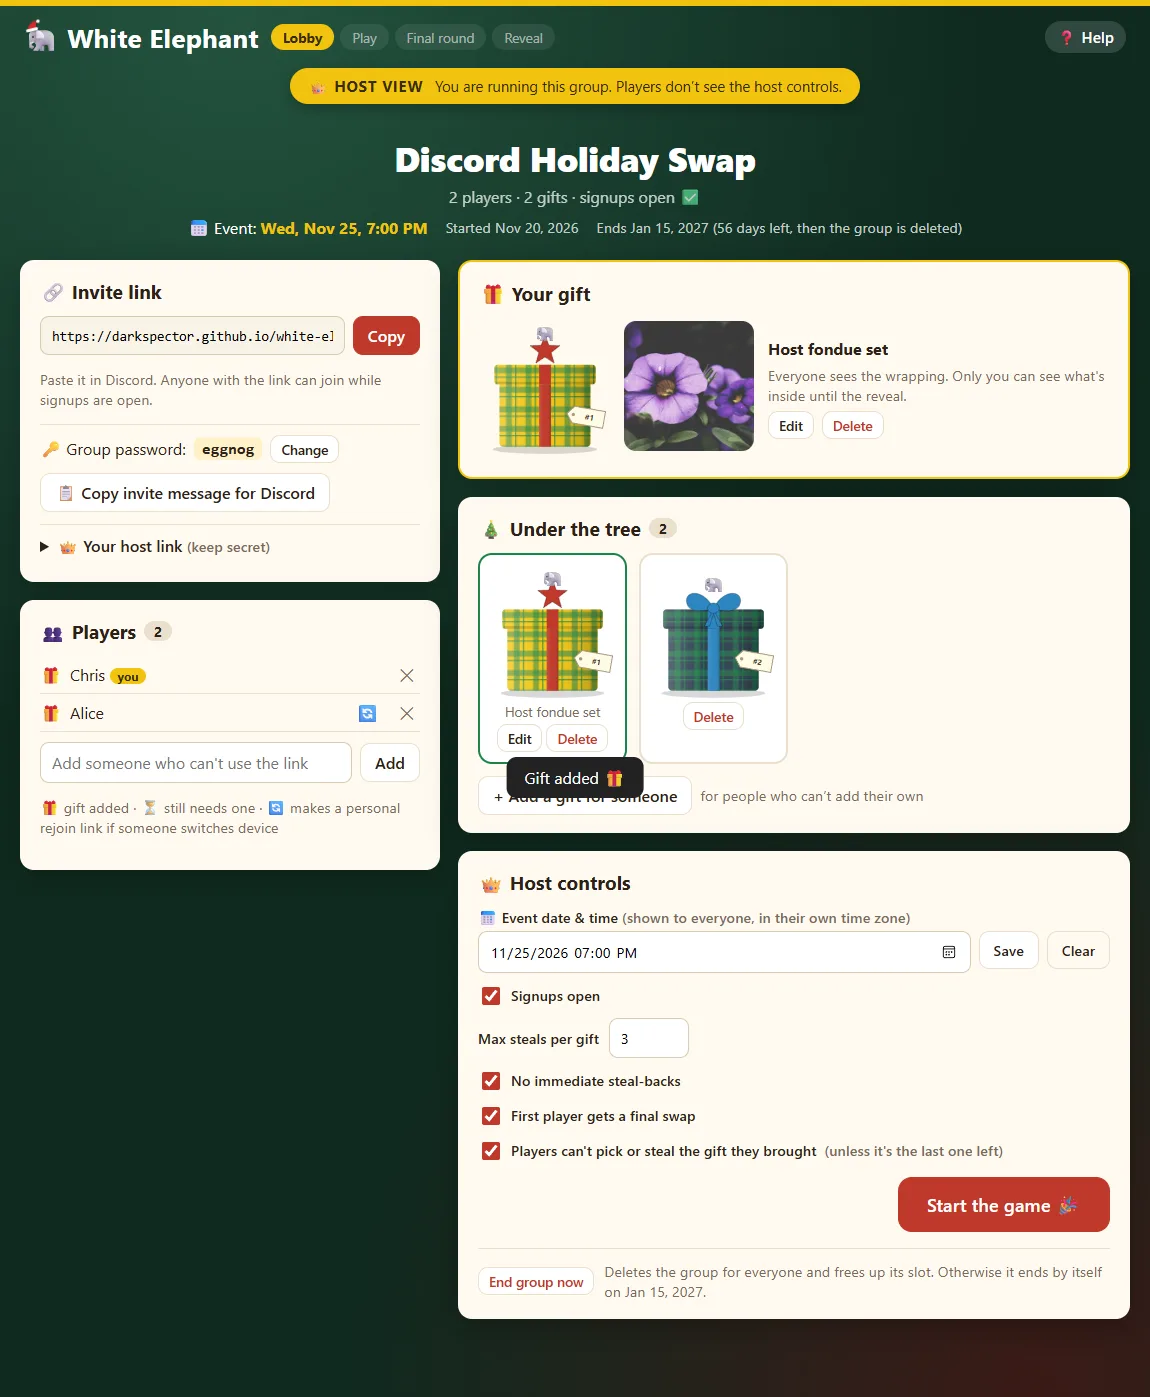 White Elephant
Lobby
Play
Final round
Reveal
Help
HOST VIEW You are running this group. Players don't see the host controls.
Discord Holiday Swap
2 players · 2 gifts · signups open
Event: Wed, Nov 25, 7:00 PM Started Nov 20, 2026 Ends Jan 15, 2027 (56 days left, then the group is deleted)
Invite link
https://darkspector.github.io/white-el
Copy
Paste it in Discord. Anyone with the link can join while
signups are open.
Group password: eggnog Change
Copy invite message for Discord
Your host link (keep secret)
Players 2
Chris you
Alice
Add someone who can't use the link
Add
gift added · still needs one · makes a personal
rejoin link if someone switches device
Your gift
#1
Host fondue set
Everyone sees the wrapping. Only you can see what's
inside until the reveal.
Edit
Delete
Under the tree 2
#1
Host fondue set
Edit
Delete
#2
Delete
Gift added
+ Add a gift for someone
for people who can't add their own
Host controls
Event date & time (shown to everyone, in their own time zone)
11/25/2026 07:00 PM
Save
Clear
Signups open
Max steals per gift 3
No immediate steal-backs
First player gets a final swap
Players can't pick or steal the gift they brought (unless it's the last one left)
Start the game
End group now
Deletes the group for everyone and frees up its slot. Otherwise it ends by itself
on Jan 15, 2027.